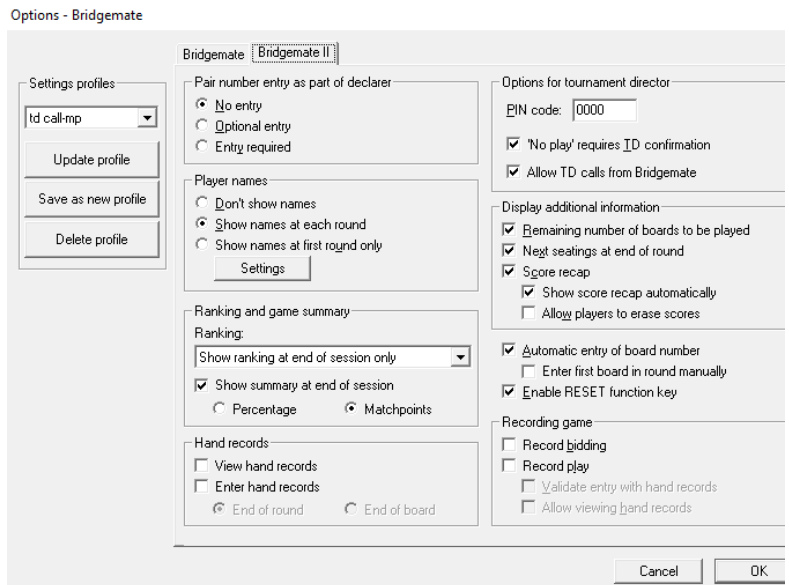 Options - Bridgemate
Bridgemate
Bridgemate II
Settings profiles
td call-mp
Update profile
Save as new profile
Delete profile
Pair number entry as part of declarer
No entry
Optional entry
Entry required
Player names
Don't show names
Show names at each round
Show names at first round only
Settings
Ranking and game summary
Ranking:
Show ranking at end of session only
Show summary at end of session
Percentage
Matchpoints
Hand records
View hand records
Enter hand records
End of round
End of board
Options for tournament director
PIN code: 0000
'No play' requires TD confirmation
Allow TD calls from Bridgemate
Display additional information
Remaining number of boards to be played
Next seatings at end of round
Score recap
Show score recap automatically
Allow players to erase scores
Automatic entry of board number
Enter first board in round manually
Enable RESET function key
Recording game
Record bidding
Record play
Validate entry with hand records
Allow viewing hand records
Cancel
OK